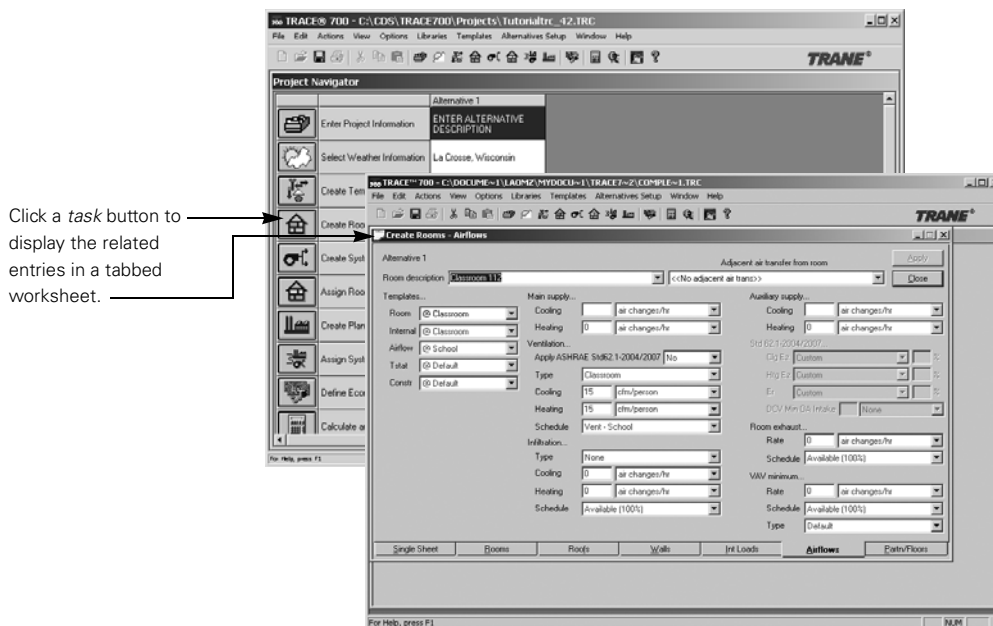 TRACE® 700 - C:\CDS\TRACE700\Projects\Tutorialtrc_42.TRC
File Edit Actions View Options Libraries Templates Alternatives Setup Window Help
TRANE®
Project Navigator
Alternative 1
Enter Project Information
ENTER ALTERNATIVE
DESCRIPTION
Select Weather Information
La Crosse, Wisconsin
Create Tem
Create Roo
Create Syst
Assign Roo
Create Plan
Assign Syst
Define Eco
Calculate a
For Help, press F1
Click a task button to
display the related
entries in a tabbed
worksheet.
TRACE™ 700 - C:\DOCUME~1\LAOMZ\MYDOCU~1\TRACE7~2\COMPLE~1.TRC
File Edit Actions View Options Libraries Templates Alternatives Setup Window Help
TRANE®
Create Rooms - Airflows
Alternative 1
Adjacent air transfer from room
Apply
Room description Classroom 112
<<No adjacent air trans>>
Close
Templates...
Room @ Classroom
Internal @ Classroom
Airflow @ School
Tstat @ Default
Constr @ Default
Main supply...
Cooling air changes/hr
Heating 0 air changes/hr
Ventilation...
Apply ASHRAE Std62.1-2004/2007 No
Type Classroom
Cooling 15 cfm/person
Heating 15 cfm/person
Schedule Vent - School
Infiltration...
Type None
Cooling 0 air changes/hr
Heating 0 air changes/hr
Schedule Available (100%)
Auxiliary supply...
Cooling air changes/hr
Heating 0 air changes/hr
Std 62.1-2004/2007...
Clg Ez Custom %
Htg Ez Custom %
Er Custom %
DCV Min OA Intake None
Room exhaust...
Rate 0 air changes/hr
Schedule Available (100%)
VAV minimum...
Rate 0 air changes/hr
Schedule Available (100%)
Type Default
Single Sheet Rooms Roofs Walls Int Loads Airflows Partn/Floors
For Help, press F1
NUM